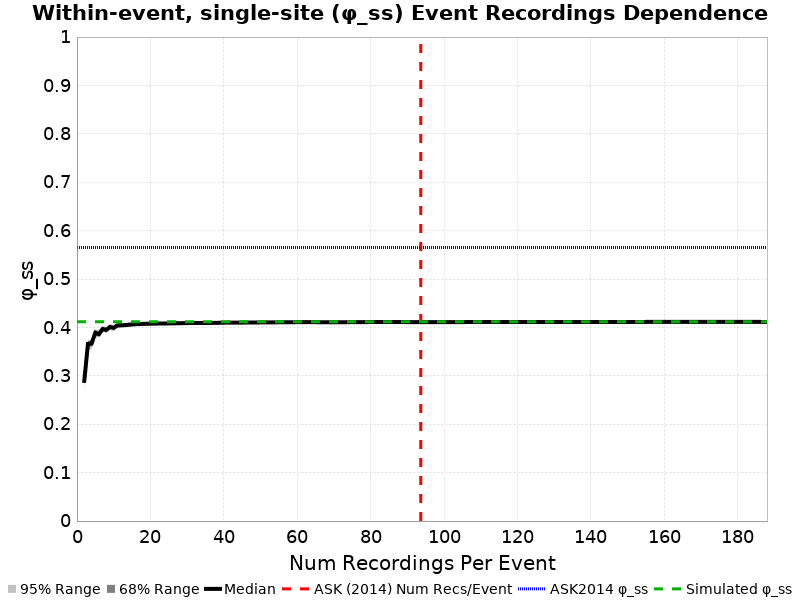 Within-event, single-site (φ_ss) Event Recordings Dependence
1
0.9
0.8
0.7
0.6
0.5
0.4
0.3
0.2
0.1
0
φ_ss
0 20 40 60 80 100 120 140 160 180
Num Recordings Per Event
95% Range 68% Range Median ASK (2014) Num Recs/Event ASK2014 φ_ss Simulated φ_ss